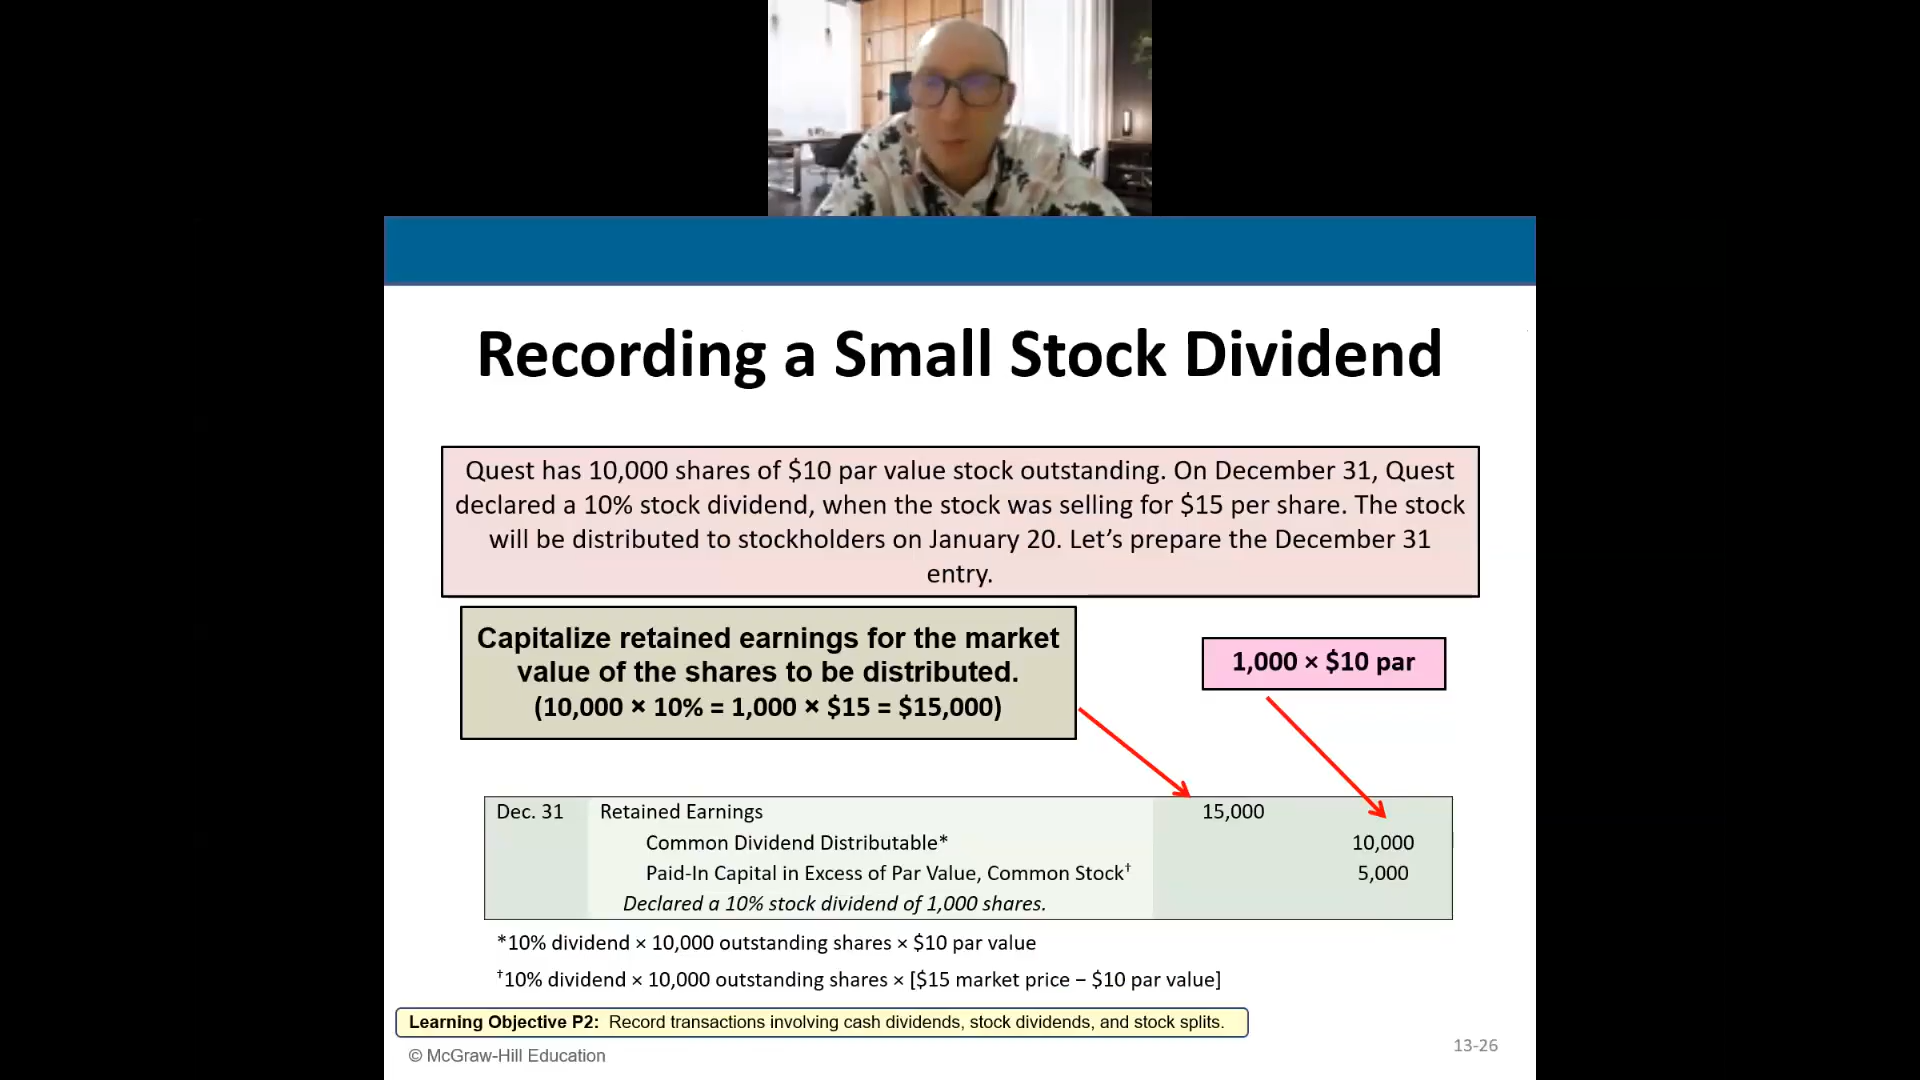 Recording a Small Stock Dividend
Quest has 10,000 shares of $10 par value stock outstanding. On December 31, Quest
declared a 10% stock dividend, when the stock was selling for $15 per share. The stock
will be distributed to stockholders on January 20. Let’s prepare the December 31
entry.
Capitalize retained earnings for the market
value of the shares to be distributed.
(10,000 × 10% = 1,000 × $15 = $15,000)
1,000 × $10 par
Dec. 31 Retained Earnings 15,000
Common Dividend Distributable* 10,000
Paid-In Capital in Excess of Par Value, Common Stock† 5,000
Declared a 10% stock dividend of 1,000 shares.
*10% dividend × 10,000 outstanding shares × $10 par value
†10% dividend × 10,000 outstanding shares × [$15 market price – $10 par value]
Learning Objective P2: Record transactions involving cash dividends, stock dividends, and stock splits.
© McGraw-Hill Education
13-26